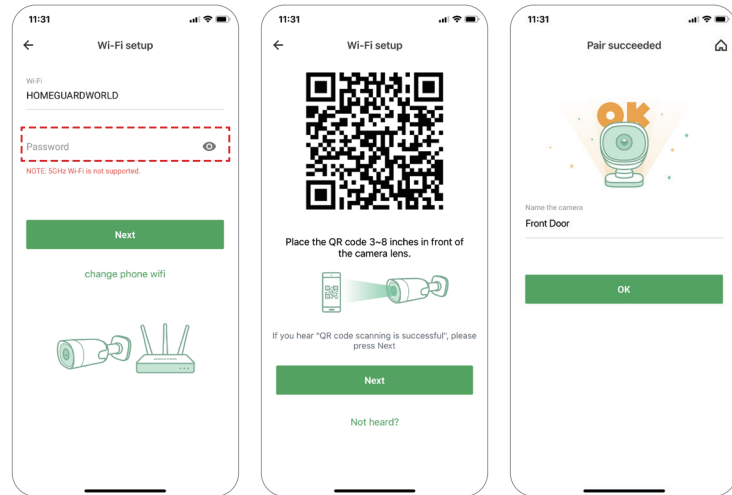 11:31
Wi-Fi setup
Wi-Fi
HOMEGUARDWORLD
Password
NOTE: 5GHz Wi-Fi is not supported.
Next
change phone wifi
11:31
Wi-Fi setup
Place the QR code 3~8 inches in front of
the camera lens.
If you hear "QR code scanning is successful", please
press Next
Next
Not heard?
11:31
Pair succeeded
OK
Name the camera
Front Door
OK